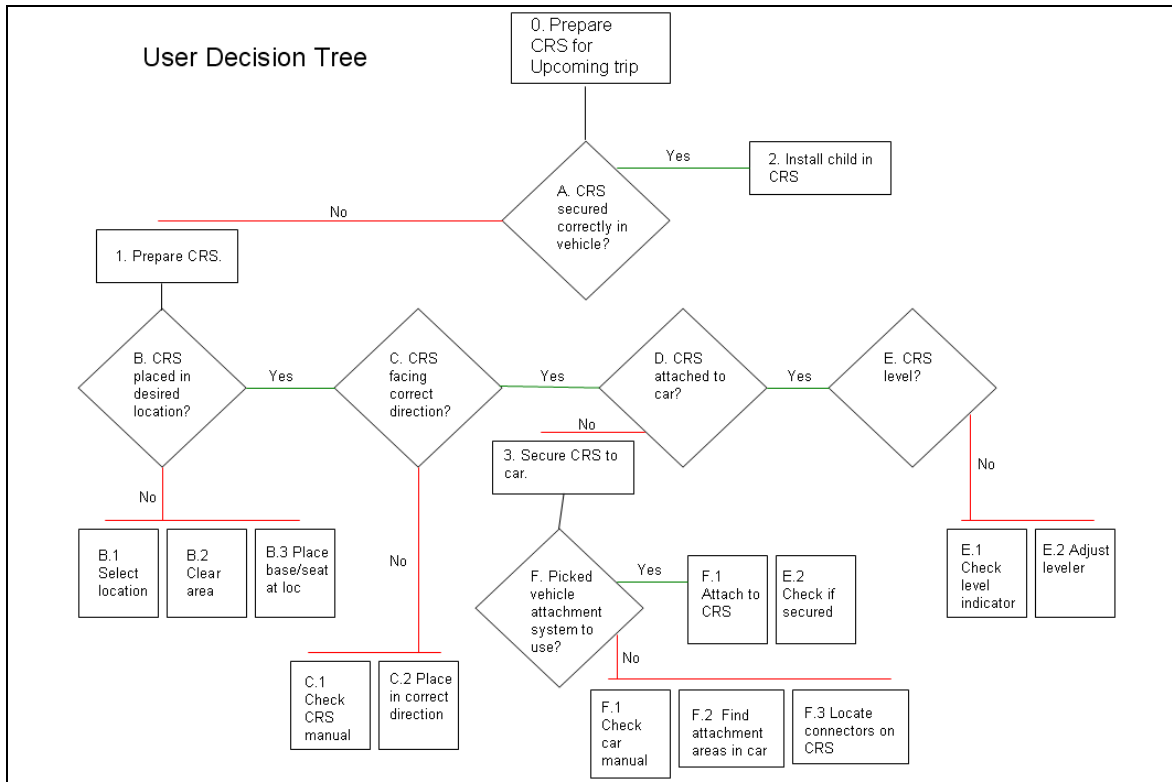 User Decision Tree
0. Prepare
CRS for
Upcoming trip
Yes
2. Install child in
CRS
A. CRS
secured
correctly in
vehicle?
No
1. Prepare CRS.
B. CRS
placed in
desired
location?
Yes
C. CRS
facing
correct
direction?
Yes
D. CRS
attached to
car?
Yes
E. CRS
level?
No
3. Secure CRS to
car.
No
No
B.1
Select
location
B.2
Clear
area
B.3 Place
base/seat
at loc
No
E.1
Check
level
indicator
E.2 Adjust
leveler
F. Picked
vehicle
attachment
system to
use?
Yes
F.1
Attach to
CRS
E.2
Check if
secured
No
C.1
Check
CRS
manual
C.2 Place
in correct
direction
F.1
Check
car manual
F.2 Find
attachment
areas in car
F.3 Locate
connectors on
CRS